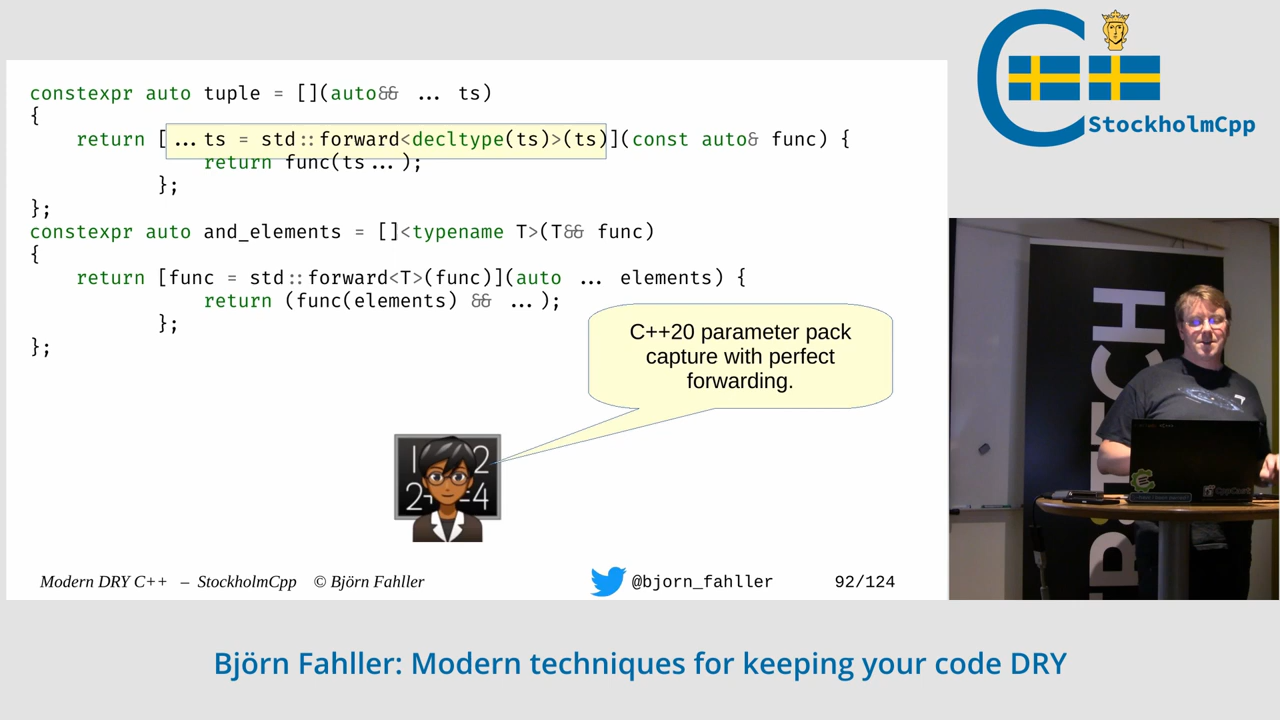 constexpr auto tuple = [](auto&& ... ts)
{
return [...ts = std::forward<decltype(ts)>(ts)](const auto& func) {
return func(ts...);
};
};
constexpr auto and_elements = []<typename T>(T&& func)
{
return [func = std::forward<T>(func)](auto ... elements) {
return (func(elements) && ...);
};
};
C++20 parameter pack
capture with perfect
forwarding.
Modern DRY C++ – StockholmCpp © Björn Fahller
@bjorn_fahller
92/124
StockholmCpp
Björn Fahller: Modern techniques for keeping your code DRY